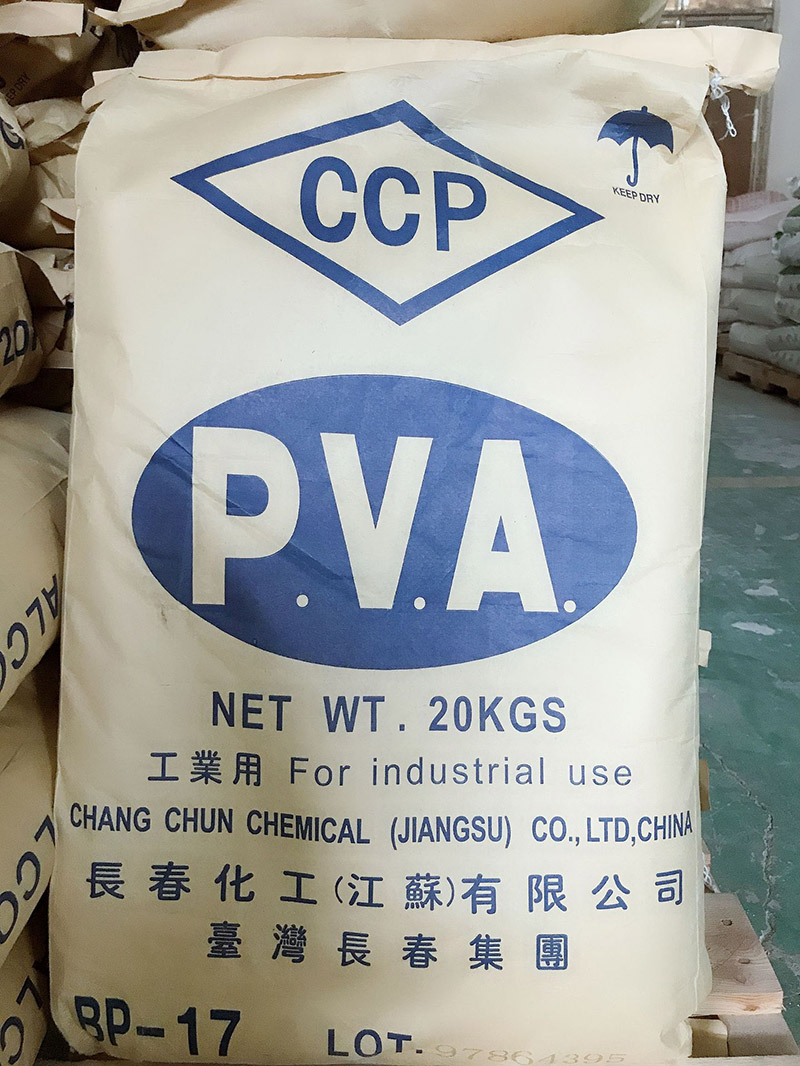 CCP
KEEP DRY
P.V.A.
NET WT. 20KGS
工業用 For industrial use
CHANG CHUN CHEMICAL (JIANGSU) CO., LTD, CHINA
長春化工(江蘇)有限公司
臺灣長春集團
BP-17
LOT. 97864395